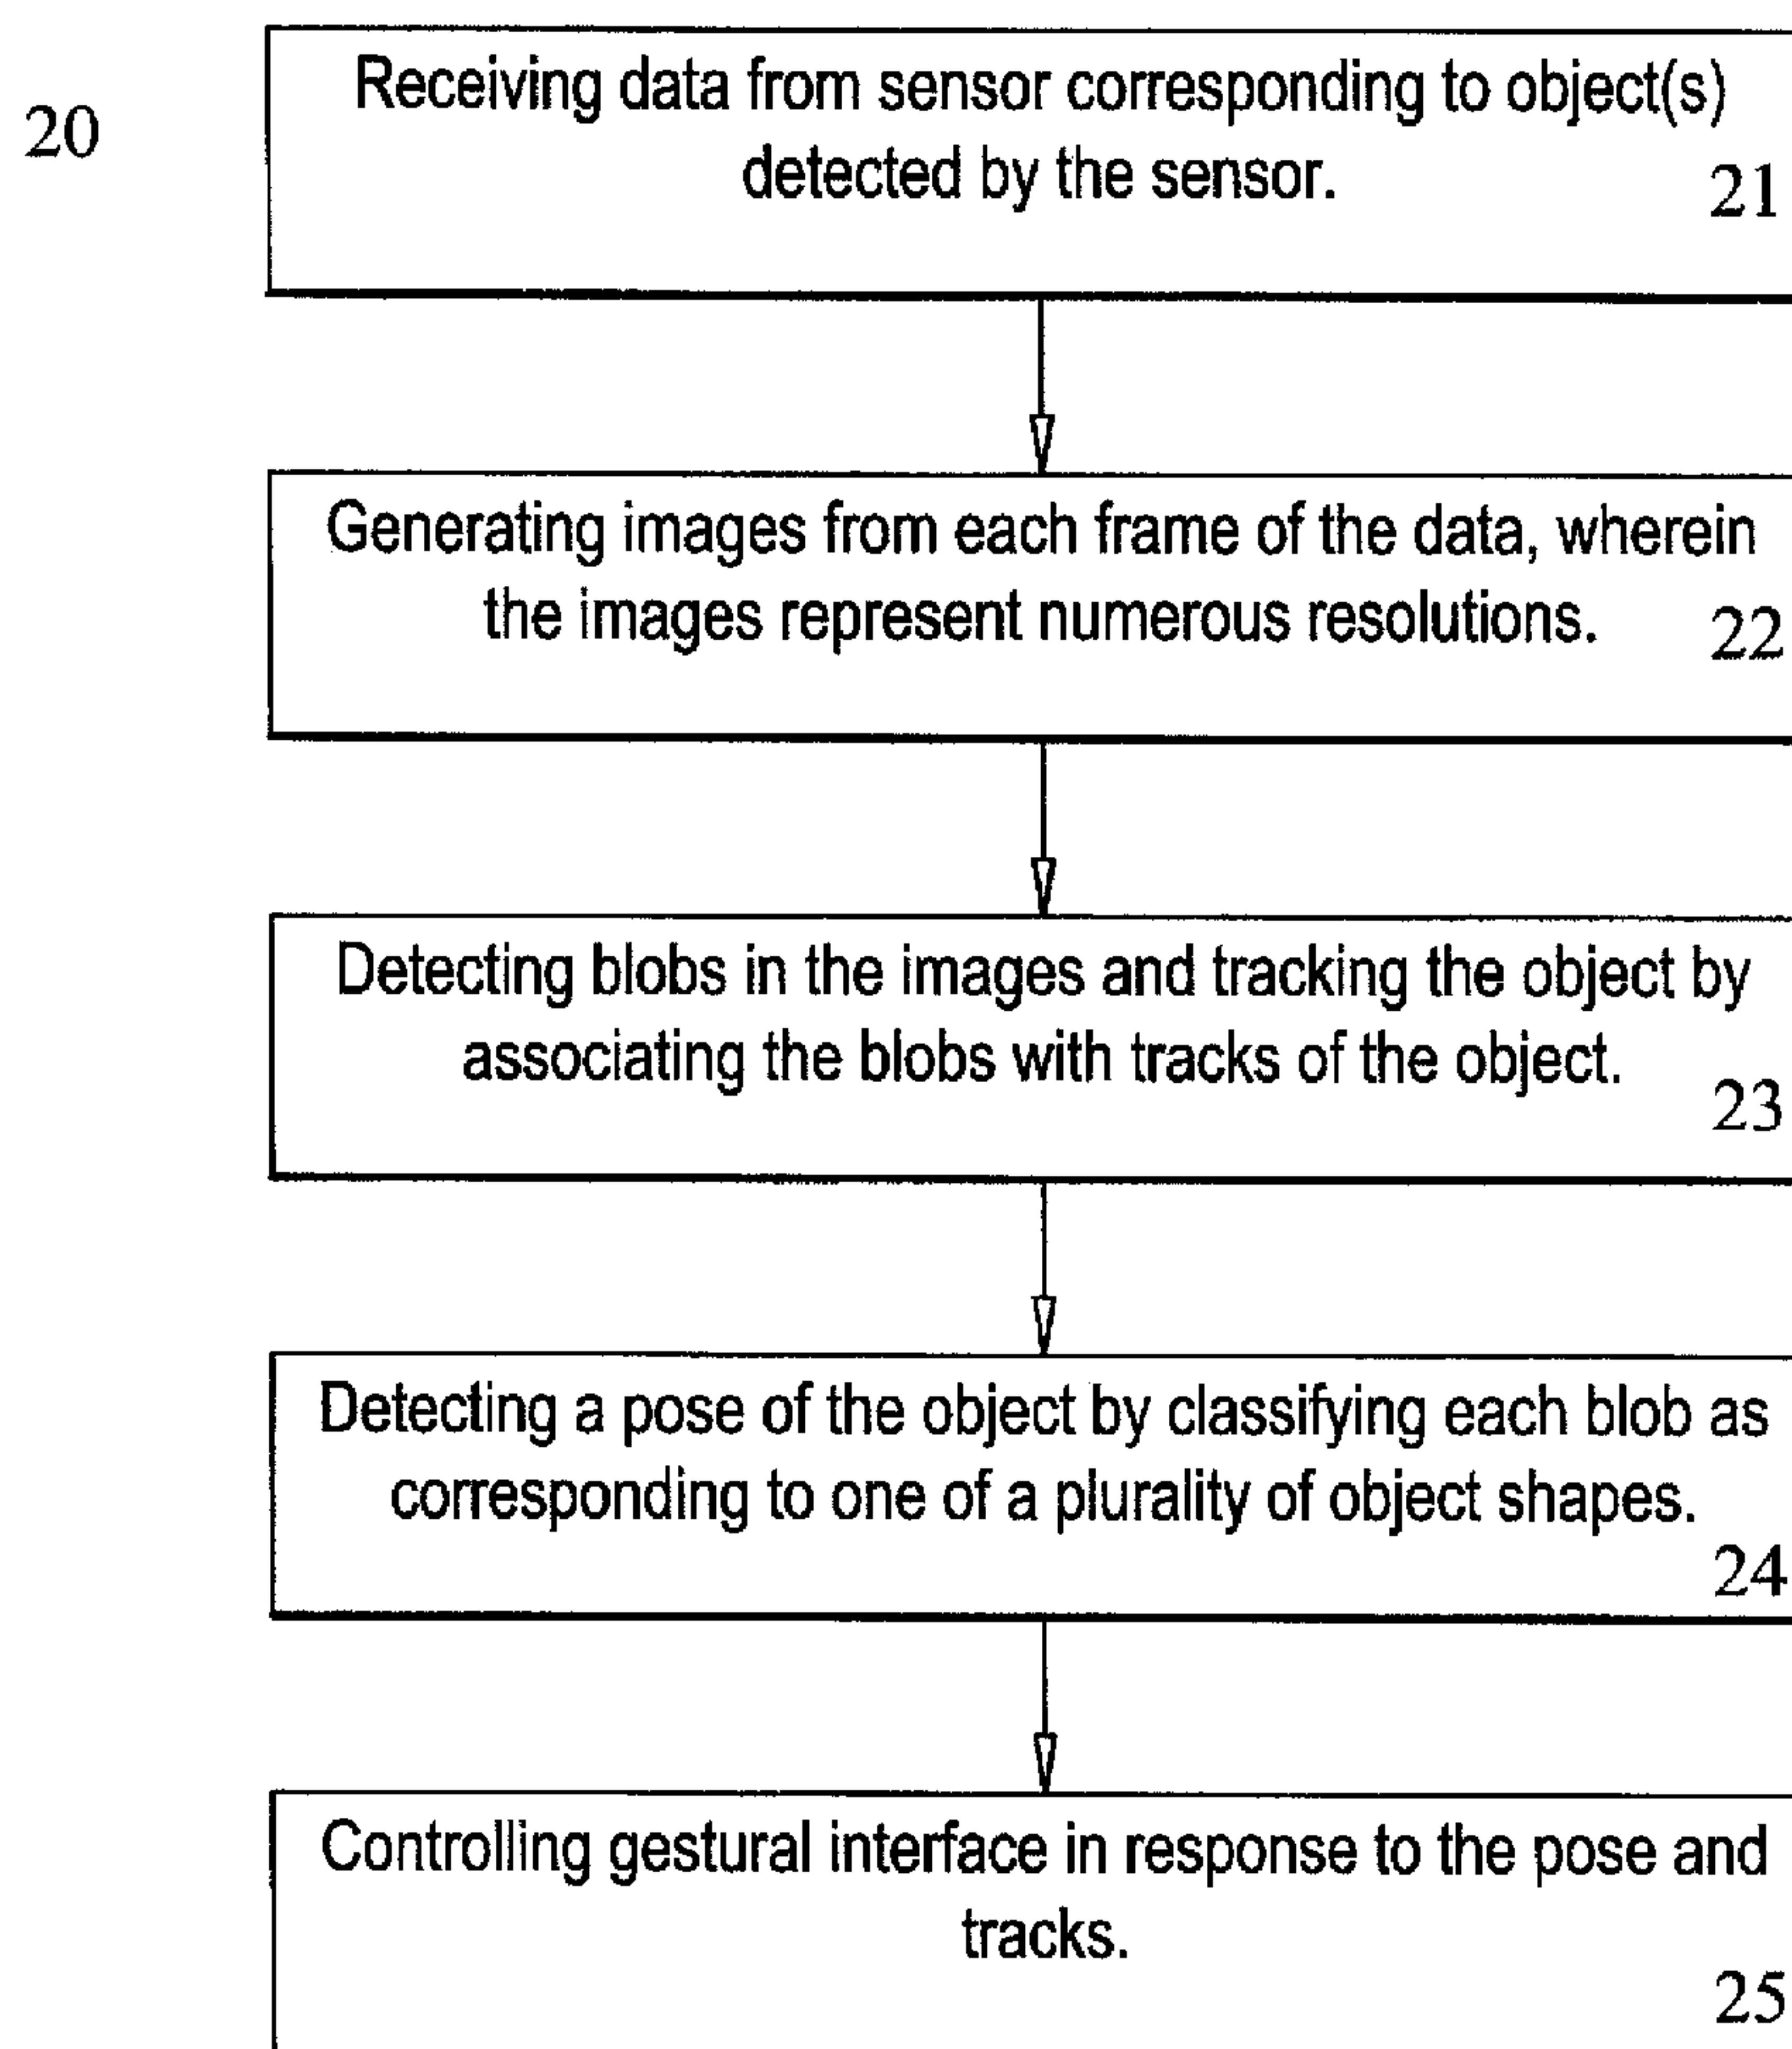 20
Receiving data from sensor corresponding to object(s)
detected by the sensor.
21
Generating images from each frame of the data, wherein
the images represent numerous resolutions.
22
Detecting blobs in the images and tracking the object by
associating the blobs with tracks of the object.
23
Detecting a pose of the object by classifying each blob as
corresponding to one of a plurality of object shapes.
24
Controlling gestural interface in response to the pose and
tracks.
25